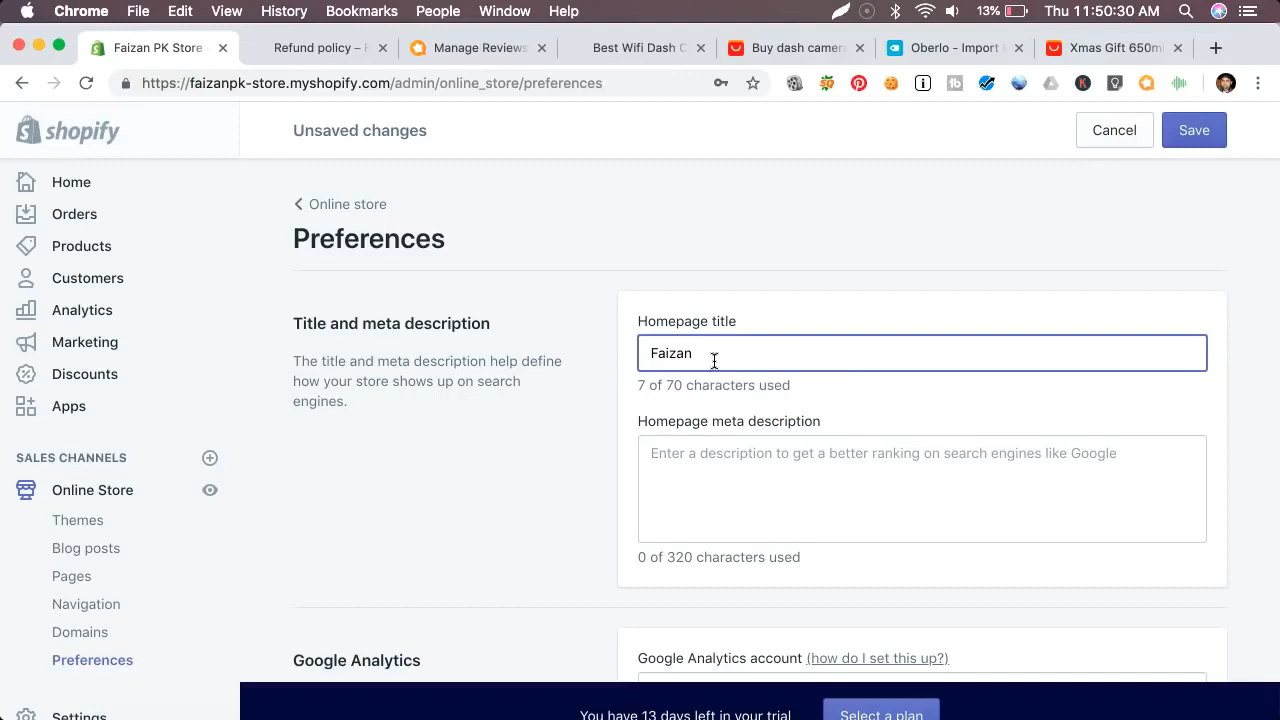 Chrome File Edit View History Bookmarks People Window Help 13% Thu 11:50:30 AM
Faizan PK Store Refund policy – F Manage Reviews Best Wifi Dash C Buy dash camera Oberlo - Import Xmas Gift 650mi
https://faizanpk-store.myshopify.com/admin/online_store/preferences
shopify Unsaved changes Cancel Save
Home
Orders
Products
Customers
Analytics
Marketing
Discounts
Apps
SALES CHANNELS
Online Store
Themes
Blog posts
Pages
Navigation
Domains
Preferences
Settings
Online store
Preferences
Title and meta description
The title and meta description help define
how your store shows up on search
engines.
Homepage title
Faizan
7 of 70 characters used
Homepage meta description
Enter a description to get a better ranking on search engines like Google
0 of 320 characters used
Google Analytics
Google Analytics account (how do I set this up?)
You have 13 days left in your trial Select a plan